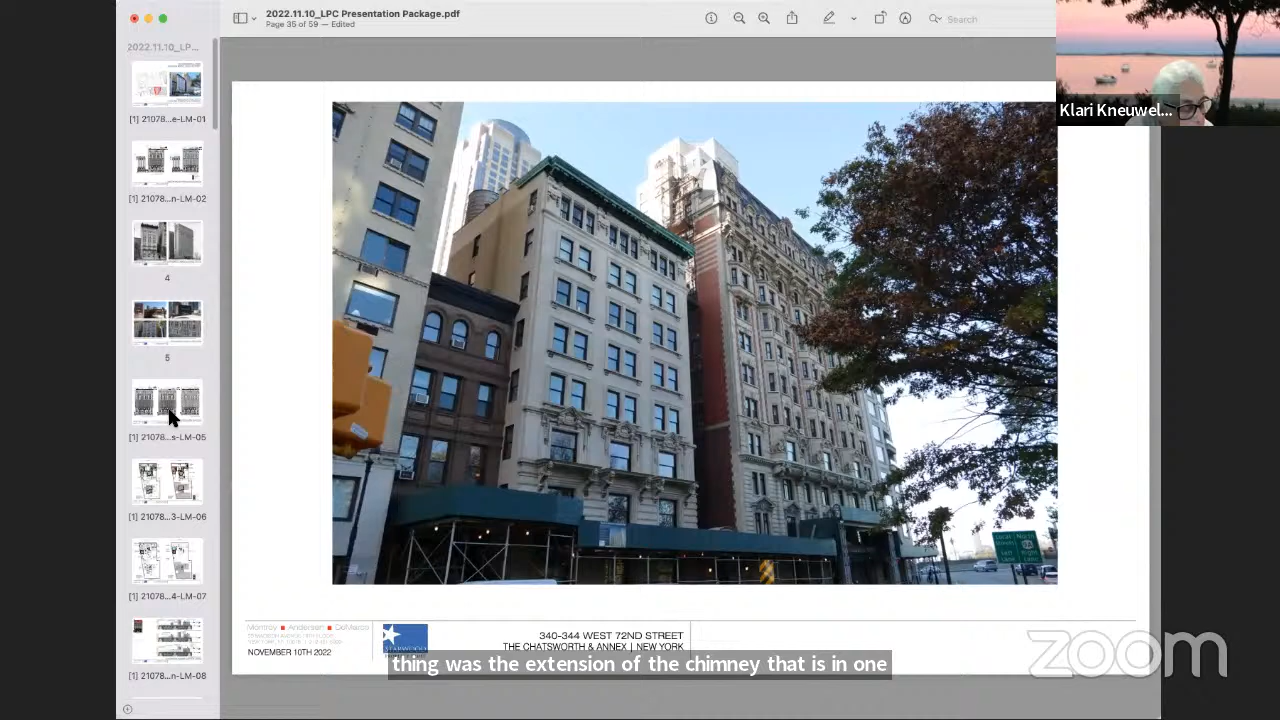 2022.11.10_LPC Presentation Package.pdf
Page 35 of 59 — Edited
Search
2022.11.10_LP...
[1] 21078...e-LM-01
[1] 21078...n-LM-02
4
5
[1] 21078...s-LM-05
[1] 21078...3-LM-06
[1] 21078...4-LM-07
[1] 21078...n-LM-08
Klari Kneuwel...
Monroy ■ Andersen ■ DeMarco
NOVEMBER 10TH 2022
340-344 WEST 72ND STREET
THE CHATSWORTH & ANNEX | NEW YORK
thing was the extension of the chimney that is in one
zoom